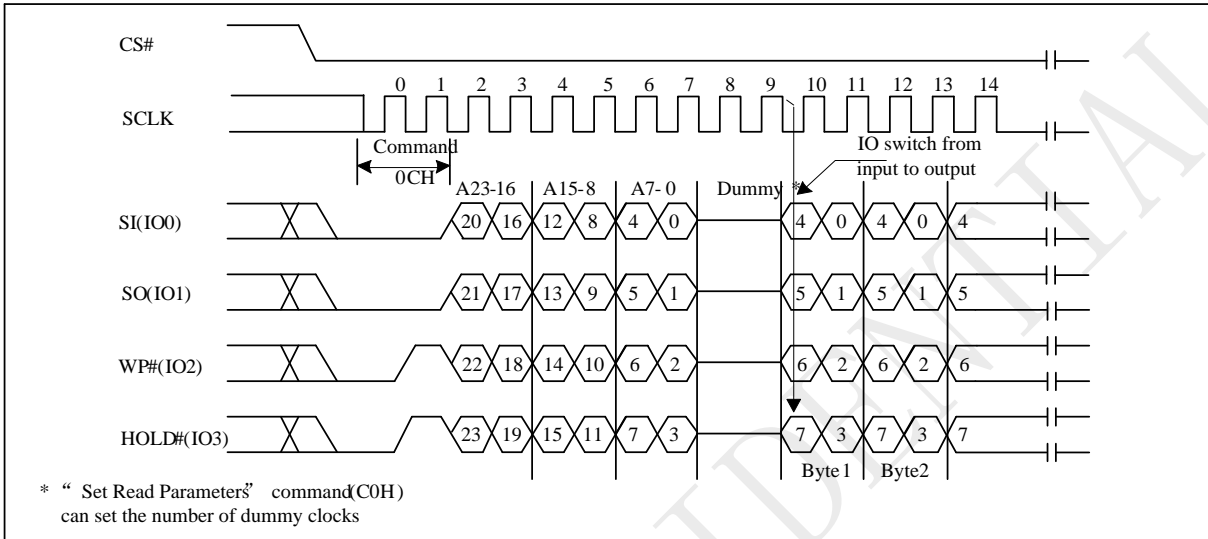 CS#
0 1 2 3 4 5 6 7 8 9 10 11 12 13 14
SCLK
Command
IO switch from
0CH
input to output
A23-16 A15-8 A7-0 Dummy *
SI(IO0) 20 16 12 8 4 0 4 0 4 0 4
SO(IO1) 21 17 13 9 5 1 5 1 5 1 5
WP#(IO2) 22 18 14 10 6 2 6 2 6 2 6
HOLD#(IO3) 23 19 15 11 7 3 7 3 7 3 7
Byte1 Byte2
* “ Set Read Parameters” command(C0H)
can set the number of dummy clocks